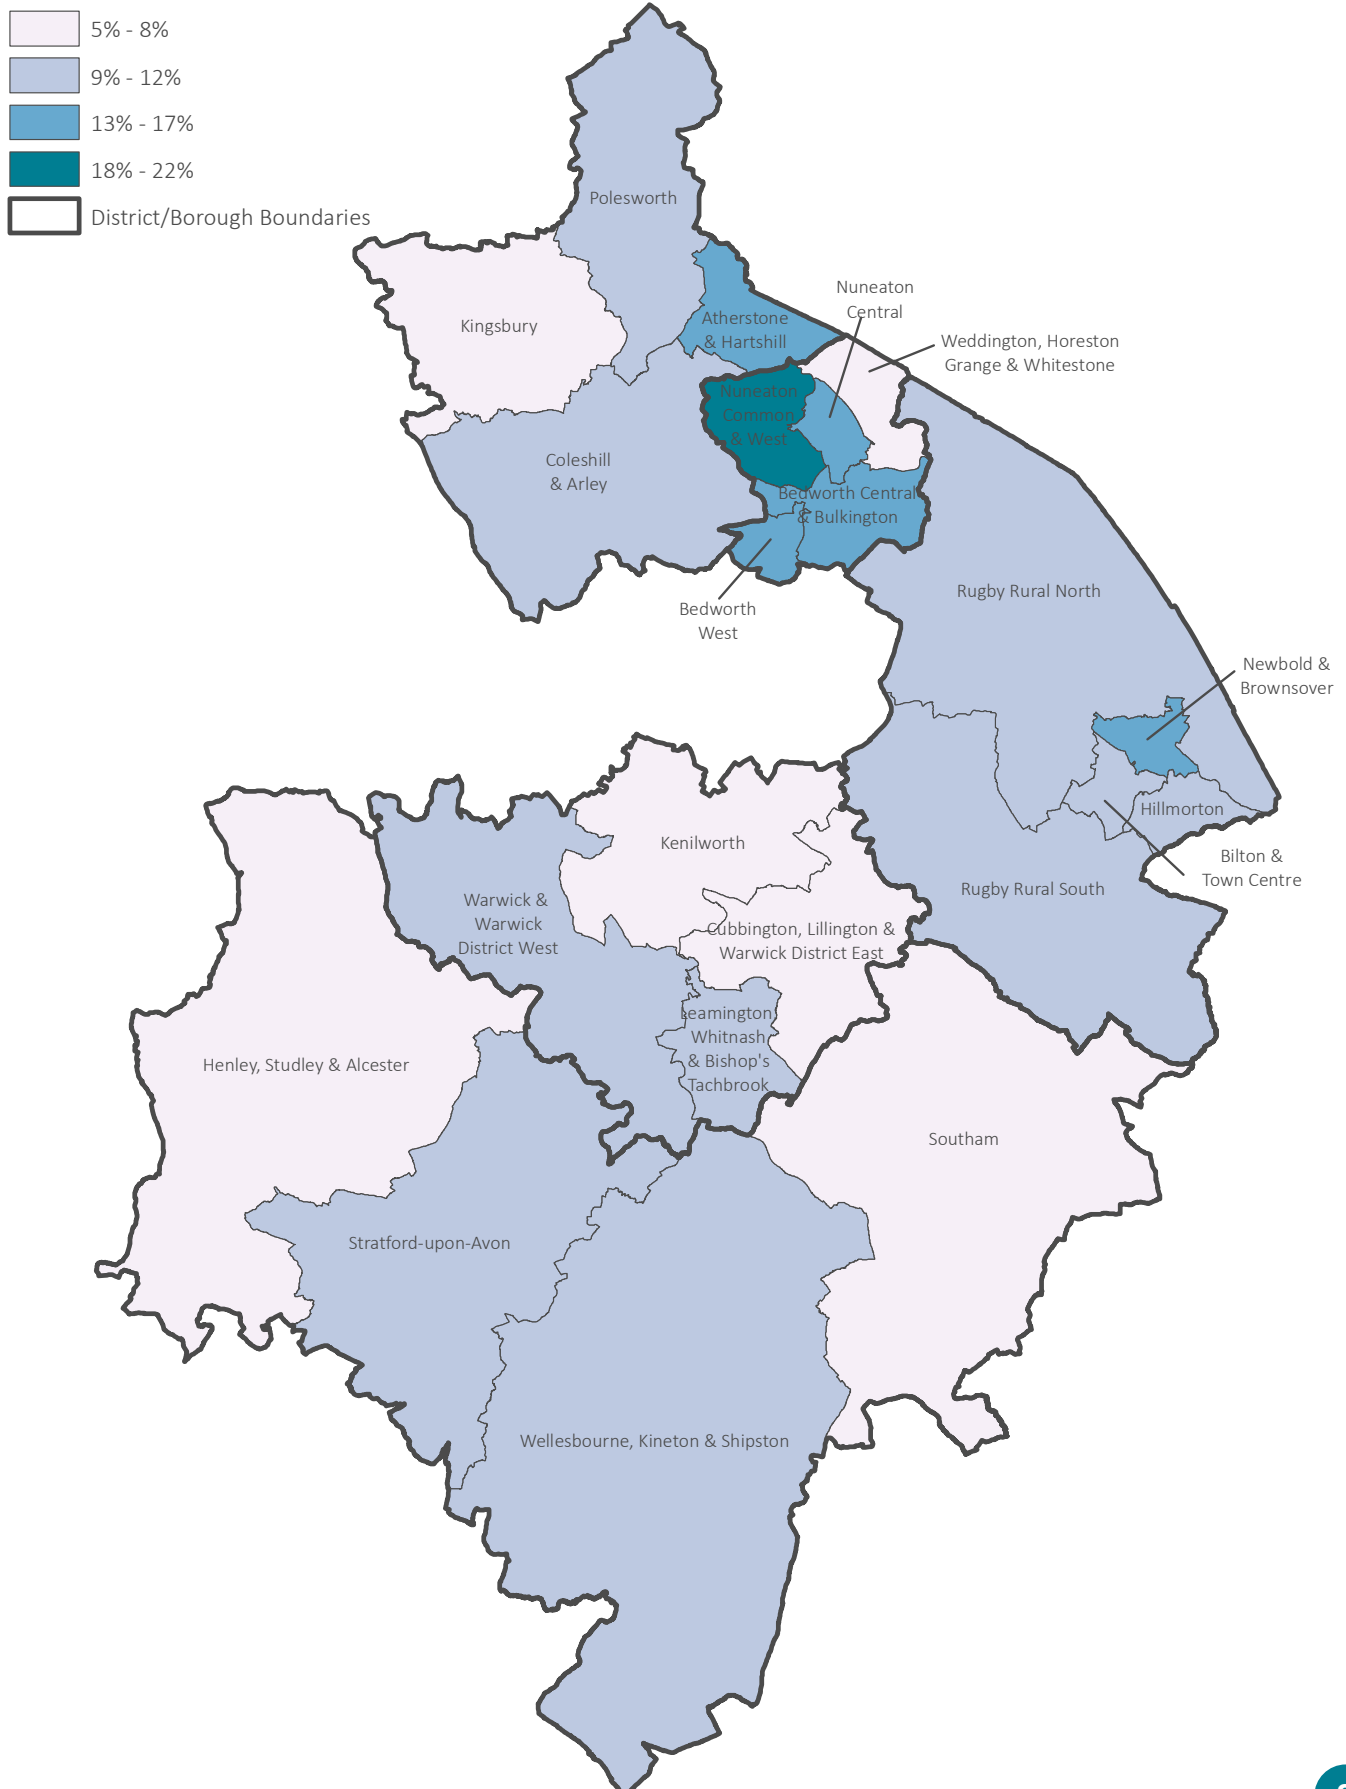 5% - 8%
9% - 12%
13% - 17%
18% - 22%
District/Borough Boundaries
Polesworth
Kingsbury
Atherstone
& Hartshill
Nuneaton
Central
Weddington, Horeston
Grange & Whitestone
Nuneaton
Common
& West
Coleshill
& Arley
Bedworth Central
& Bulkington
Bedworth
West
Rugby Rural North
Newbold &
Brownsover
Hillmorton
Bilton &
Town Centre
Rugby Rural South
Kenilworth
Warwick &
Warwick
District West
Cubbington, Lillington &
Warwick District East
Leamington,
Whitnash
& Bishop's
Tachbrook
Henley, Studley & Alcester
Southam
Stratford-upon-Avon
Wellesbourne, Kineton & Shipston